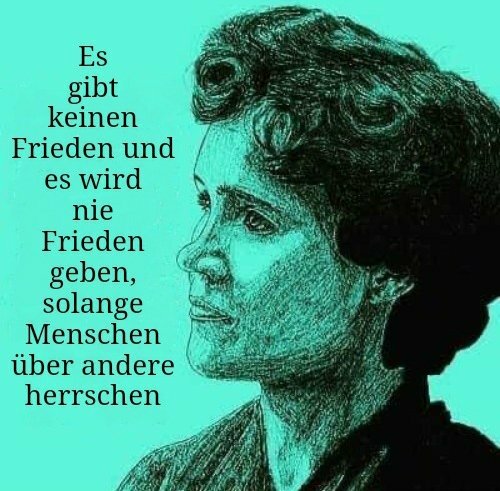 Es
gibt
keinen
Frieden und
es wird
nie
Frieden
geben,
solange
Menschen
über andere
herrschen